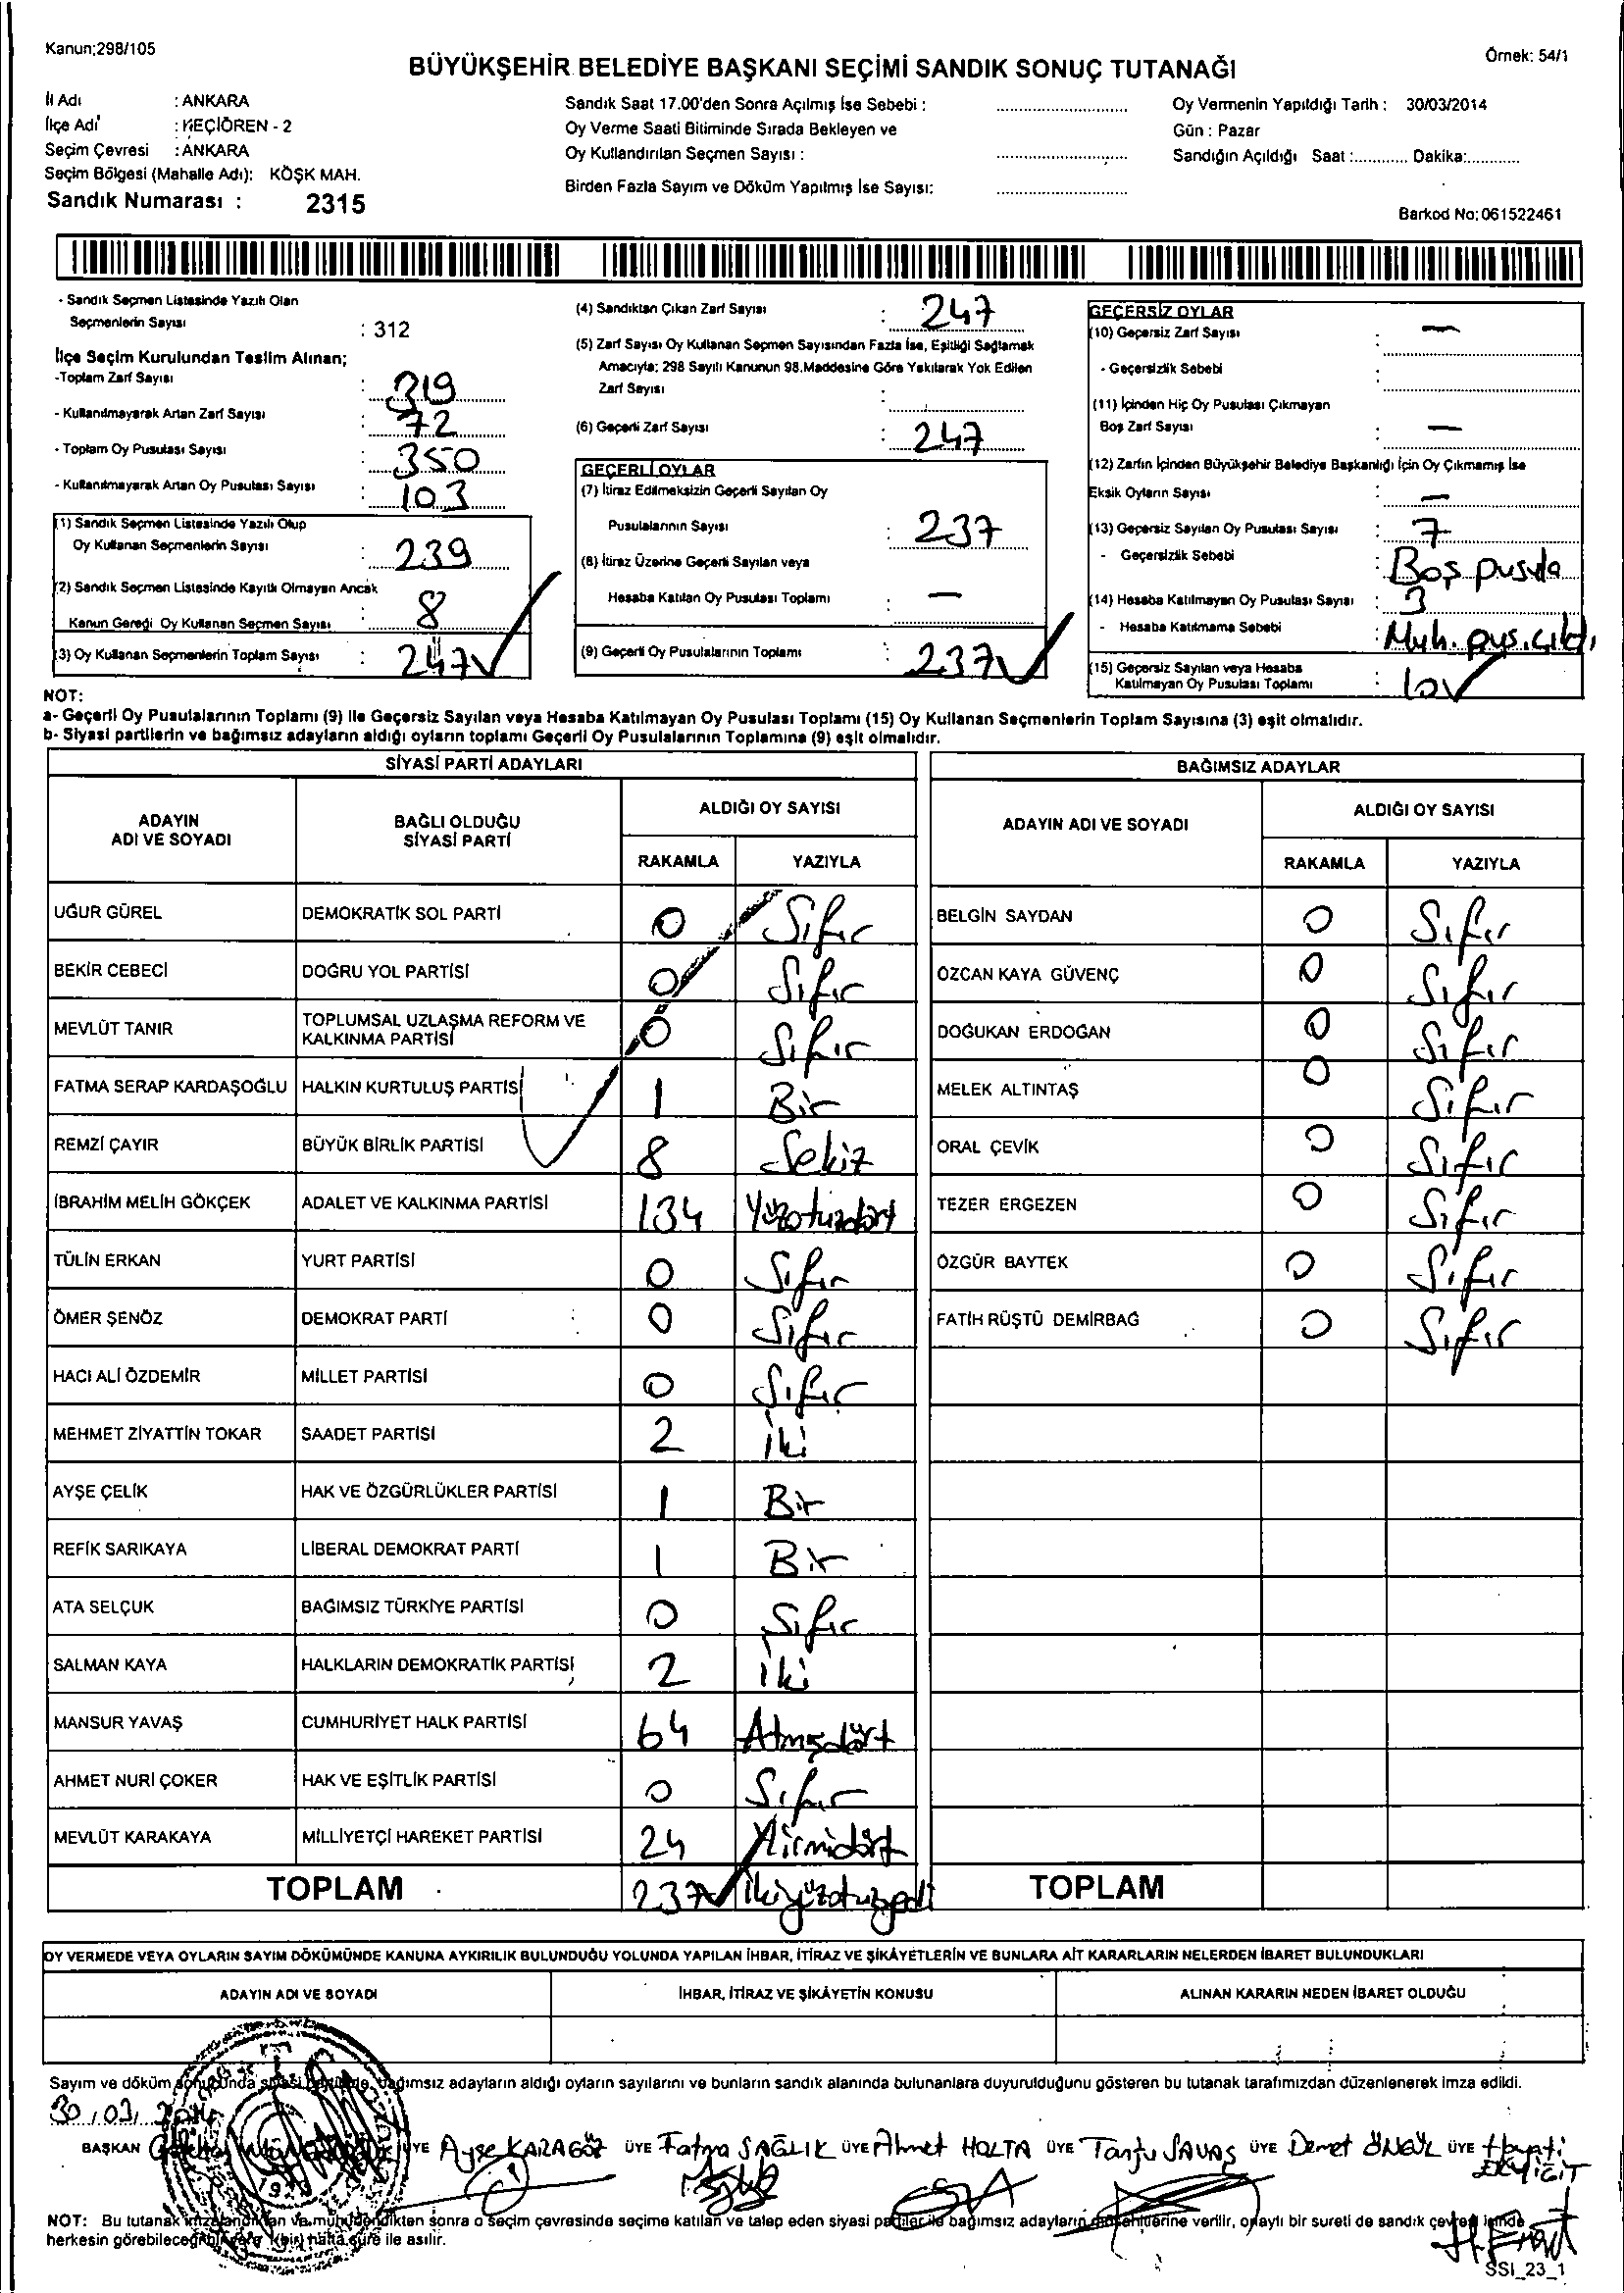 Kanun;298/105
Örnek: 54/1
BÜYÜKŞEHİR BELEDİYE BAŞKANI SEÇİMİ SANDIK SONUÇ TUTANAĞI
İl Adı : ANKARA
İlçe Adı : KEÇİÖREN - 2
Seçim Çevresi : ANKARA
Seçim Bölgesi (Mahalle Adı): KÖŞK MAH.
Sandık Numarası : 2315
Sandık Saat 17.00'den Sonra Açılmış İse Sebebi :
Oy Verme Saati Bitiminde Sırada Bekleyen ve
Oy Kullandırılan Seçmen Sayısı :
Birden Fazla Sayım ve Döküm Yapılmış İse Sayısı:
Oy Vermenin Yapıldığı Tarih : 30/03/2014
Gün : Pazar
Sandığın Açıldığı Saat :............ Dakika:............
Barkod No: 061522461
- Sandık Seçmen Listesinde Yazılı Olan
Seçmenlerin Sayısı : 312
İlçe Seçim Kurulundan Teslim Alınan;
-Toplam Zarf Sayısı : 319
- Kullanılmayarak Artan Zarf Sayısı : 72
- Toplam Oy Pusulası Sayısı : 350
- Kullanılmayarak Artan Oy Pusulası Sayısı : 103
(1) Sandık Seçmen Listesinde Yazılı Olup
Oy Kullanan Seçmenlerin Sayısı : 239
(2) Sandık Seçmen Listesinde Kayıtlı Olmayan Ancak
Kanun Gereği Oy Kullanan Seçmen Sayısı : 8
(3) Oy Kullanan Seçmenlerin Toplam Sayısı : 247
(4) Sandıktan Çıkan Zarf Sayısı : 247
(5) Zarf Sayısı Oy Kullanan Seçmen Sayısından Fazla İse, Eşitliği Sağlamak
Amacıyla; 298 Sayılı Kanunun 98.Maddesine Göre Yakılarak Yok Edilen
Zarf Sayısı :
(6) Geçerli Zarf Sayısı : 247
GEÇERLİ OYLAR
(7) İtiraz Edilmeksizin Geçerli Sayılan Oy
Pusulalarının Sayısı : 237
(8) İtiraz Üzerine Geçerli Sayılan veya
Hesaba Katılan Oy Pusulası Toplamı : —
(9) Geçerli Oy Pusulalarının Toplamı : 237
GEÇERSİZ OYLAR
(10) Geçersiz Zarf Sayısı : —
- Geçersizlik Sebebi :
(11) İçinden Hiç Oy Pusulası Çıkmayan
Boş Zarf Sayısı : —
(12) Zarfın İçinden Büyükşehir Belediye Başkanlığı İçin Oy Çıkmamış İse
Eksik Oyların Sayısı : —
(13) Geçersiz Sayılan Oy Pusulası Sayısı : 7
- Geçersizlik Sebebi : Boş pusula
(14) Hesaba Katılmayan Oy Pusulası Sayısı : 3
- Hesaba Katılmama Sebebi : Muh. pus. çıktı
(15) Geçersiz Sayılan veya Hesaba
Katılmayan Oy Pusulası Toplamı : 10
NOT:
a- Geçerli Oy Pusulalarının Toplamı (9) ile Geçersiz Sayılan veya Hesaba Katılmayan Oy Pusulası Toplamı (15) Oy Kullanan Seçmenlerin Toplam Sayısına (3) eşit olmalıdır.
b- Siyasi partilerin ve bağımsız adayların aldığı oyların toplamı Geçerli Oy Pusulalarının Toplamına (9) eşit olmalıdır.
SİYASİ PARTİ ADAYLARI
ADAYIN ADI VE SOYADI BAĞLI OLDUĞU SİYASİ PARTİ ALDIĞI OY SAYISI
RAKAMLA YAZIYLA
UĞUR GÜREL DEMOKRATİK SOL PARTİ 0 Sıfır
BEKİR CEBECİ DOĞRU YOL PARTİSİ 0 Sıfır
MEVLÜT TANIR TOPLUMSAL UZLAŞMA REFORM VE KALKINMA PARTİSİ 0 Sıfır
FATMA SERAP KARDAŞOĞLU HALKIN KURTULUŞ PARTİSİ 1 Bir
REMZİ ÇAYIR BÜYÜK BİRLİK PARTİSİ 8 Sekiz
İBRAHİM MELİH GÖKÇEK ADALET VE KALKINMA PARTİSİ 134 Yüzotuzdört
TÜLİN ERKAN YURT PARTİSİ 0 Sıfır
ÖMER ŞENÖZ DEMOKRAT PARTİ 0 Sıfır
HACI ALİ ÖZDEMİR MİLLET PARTİSİ 0 Sıfır
MEHMET ZİYATTİN TOKAR SAADET PARTİSİ 2 İki
AYŞE ÇELİK HAK VE ÖZGÜRLÜKLER PARTİSİ 1 Bir
REFİK SARIKAYA LİBERAL DEMOKRAT PARTİ 1 Bir
ATA SELÇUK BAĞIMSIZ TÜRKİYE PARTİSİ 0 Sıfır
SALMAN KAYA HALKLARIN DEMOKRATİK PARTİSİ 2 İki
MANSUR YAVAŞ CUMHURİYET HALK PARTİSİ 64 Atmışdört
AHMET NURİ ÇOKER HAK VE EŞİTLİK PARTİSİ 0 Sıfır
MEVLÜT KARAKAYA MİLLİYETÇİ HAREKET PARTİSİ 24 Yirmidört
TOPLAM 237 İkiyüzotuzyedi
BAĞIMSIZ ADAYLAR
ADAYIN ADI VE SOYADI ALDIĞI OY SAYISI
RAKAMLA YAZIYLA
BELGİN SAYDAN 0 Sıfır
ÖZCAN KAYA GÜVENÇ 0 Sıfır
DOĞUKAN ERDOĞAN 0 Sıfır
MELEK ALTINTAŞ 0 Sıfır
ORAL ÇEVİK 0 Sıfır
TEZER ERGEZEN 0 Sıfır
ÖZGÜR BAYTEK 0 Sıfır
FATİH RÜŞTÜ DEMİRBAĞ 0 Sıfır
TOPLAM
OY VERMEDE VEYA OYLARIN SAYIM DÖKÜMÜNDE KANUNA AYKIRILIK BULUNDUĞU YOLUNDA YAPILAN İHBAR, İTİRAZ VE ŞİKÂYETLERİN VE BUNLARA AİT KARARLARIN NELERDEN İBARET BULUNDUKLARI
ADAYIN ADI VE SOYADI İHBAR, İTİRAZ VE ŞİKÂYETİN KONUSU ALINAN KARARIN NEDEN İBARET OLDUĞU
Sayım ve döküm sonucunda siyasi bağımsız adayların aldığı oyların sayılarını ve bunların sandık alanında bulunanlara duyurulduğunu gösteren bu tutanak tarafımızdan düzenlenerek imza edildi.
30/03/2014
BAŞKAN ÜYE Ayşe KARAGÖZ ÜYE Fatma SAĞLIK ÜYE Ahmet HOLTA ÜYE Tanju SAVAŞ ÜYE Demet ÖNGÜL ÜYE Hayati
NOT: Bu tutanak imzalandıktan ve mühürlendikten sonra o seçim çevresinde seçime katılan ve talep eden siyasi partiler ile bağımsız adayların verilir, onaylı bir sureti de sandık çevresi içinde
herkesin görebileceği bir yere 1(bir) hafta süre ile asılır.
SSI_23_1